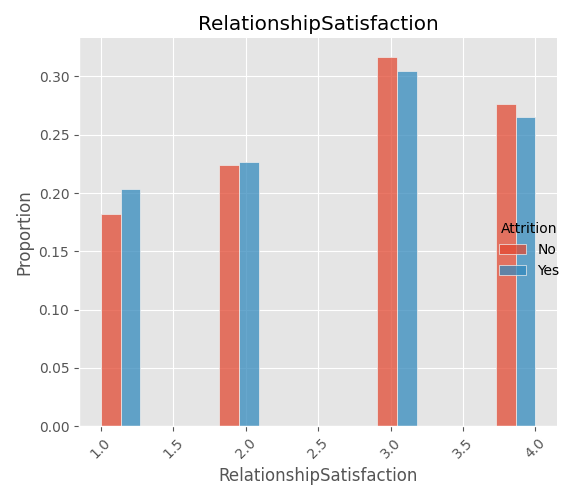 RelationshipSatisfaction
0.30
0.25
0.20
0.15
0.10
0.05
0.00
Proportion
Attrition
No
Yes
1.0
1.5
2.0
2.5
3.0
3.5
4.0
RelationshipSatisfaction